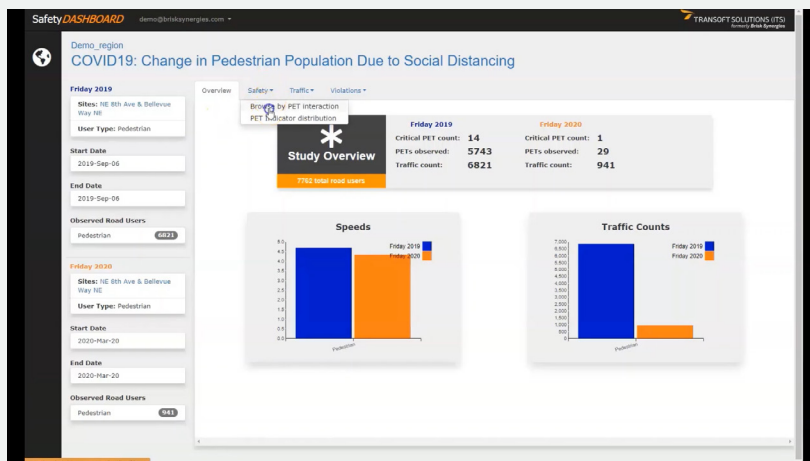 Safety DASHBOARD
demo@brisksynergies.com
TRANSOFT SOLUTIONS (ITS)
formerly Brisk Synergies
Demo_region
COVID19: Change in Pedestrian Population Due to Social Distancing
Friday 2019
Sites: NE 8th Ave & Bellevue
Way NE
User Type: Pedestrian
Start Date
2019-Sep-06
End Date
2019-Sep-06
Observed Road Users
Pedestrian 6821
Friday 2020
Sites: NE 8th Ave & Bellevue
Way NE
User Type: Pedestrian
Start Date
2020-Mar-20
End Date
2020-Mar-20
Observed Road Users
Pedestrian 941
Overview Safety Traffic Violations
Browse by PET interaction
PET Indicator distribution
Study Overview
7762 total road users
Friday 2019
Critical PET count: 14
PETs observed: 5743
Traffic count: 6821
Friday 2020
Critical PET count: 1
PETs observed: 29
Traffic count: 941
Speeds
Friday 2019
Friday 2020
5.0
4.5
4.0
3.5
3.0
2.5
2.0
1.5
1.0
0.5
0.0
Pedestrian
Traffic Counts
Friday 2019
Friday 2020
7,000
6,500
6,000
5,500
5,000
4,500
4,000
3,500
3,000
2,500
2,000
1,500
1,000
500
0
Pedestrian